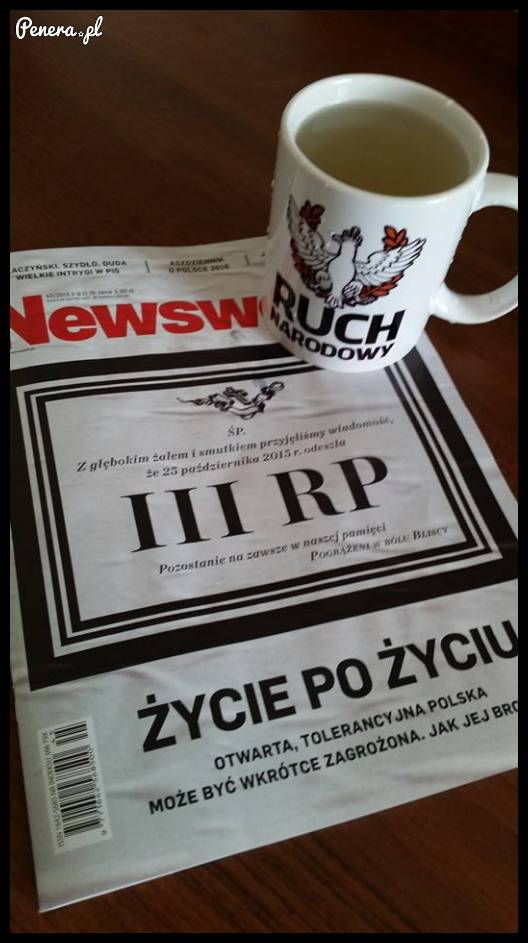 Penera.pl
RUCH
NARODOWY
KACZYŃSKI, SZYDŁO, DUDA
WIELKIE INTRYGI W PIS
O POLSCE 2016
Newsw
ŚP.
Z głębokim żalem i smutkiem przyjęliśmy wiadomość,
że 25 października 2015 r. odeszła
III RP
Pozostanie na zawsze w naszej pamięci
POGRĄŻENI W BÓLU BLISCY
ŻYCIE PO ŻYCIU
OTWARTA, TOLERANCYJNA POLSKA
MOŻE BYĆ WKRÓTCE ZAGROŻONA. JAK JEJ BRO